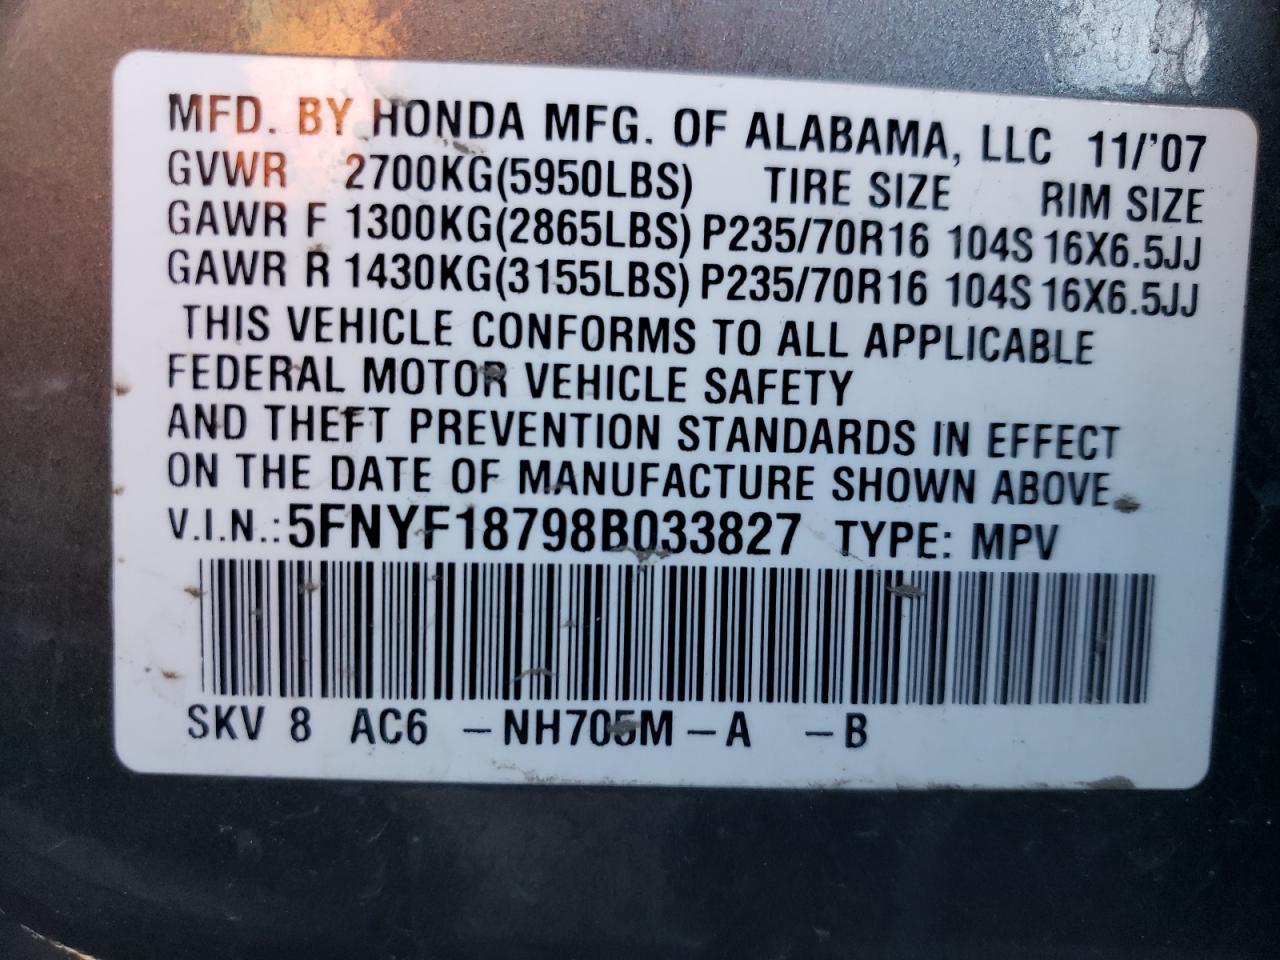 MFD. BY HONDA MFG. OF ALABAMA, LLC 11/'07
GVWR 2700KG(5950LBS) TIRE SIZE RIM SIZE
GAWR F 1300KG(2865LBS) P235/70R16 104S 16X6.5JJ
GAWR R 1430KG(3155LBS) P235/70R16 104S 16X6.5JJ
THIS VEHICLE CONFORMS TO ALL APPLICABLE
FEDERAL MOTOR VEHICLE SAFETY
AND THEFT PREVENTION STANDARDS IN EFFECT
ON THE DATE OF MANUFACTURE SHOWN ABOVE.
V.I.N.:5FNYF18798B033827 TYPE: MPV
SKV 8 AC6 –NH705M–A –B